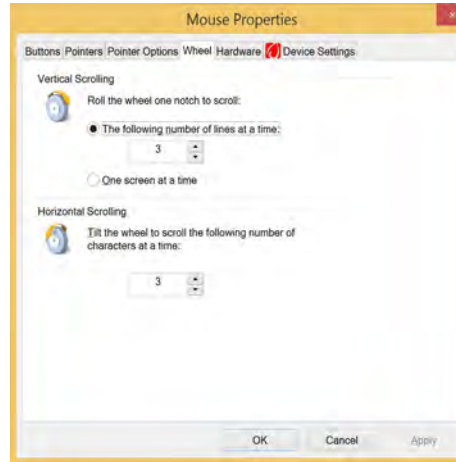 Mouse Properties
Buttons Pointers Pointer Options Wheel Hardware Device Settings
Vertical Scrolling
Roll the wheel one notch to scroll:
The following number of lines at a time:
3
One screen at a time
Horizontal Scrolling
Tilt the wheel to scroll the following number of
characters at a time:
3
OK Cancel Apply